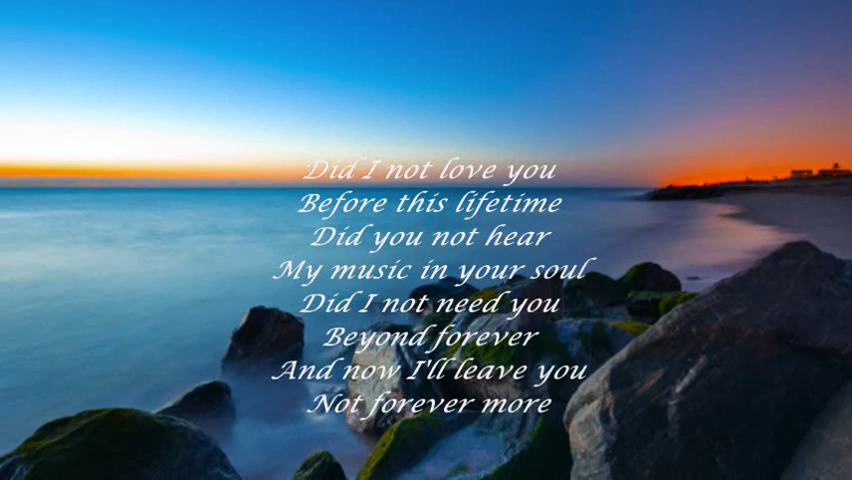 Did I not love you
Before this lifetime
Did you not hear
My music in your soul
Did I not need you
Beyond forever
And now I'll leave you
Not forever more